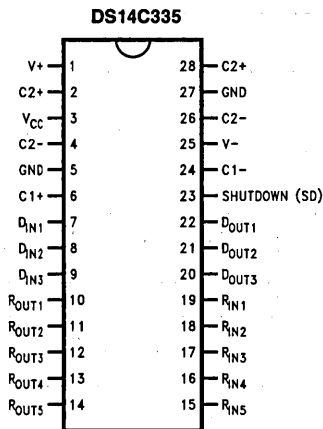 DS14C335
V+ 1 28 C2+
C2+ 2 27 GND
VCC 3 26 C2-
C2- 4 25 V-
GND 5 24 C1-
C1+ 6 23 SHUTDOWN (SD)
DIN1 7 22 DOUT1
DIN2 8 21 DOUT2
DIN3 9 20 DOUT3
ROUT1 10 19 RIN1
ROUT2 11 18 RIN2
ROUT3 12 17 RIN3
ROUT4 13 16 RIN4
ROUT5 14 15 RIN5